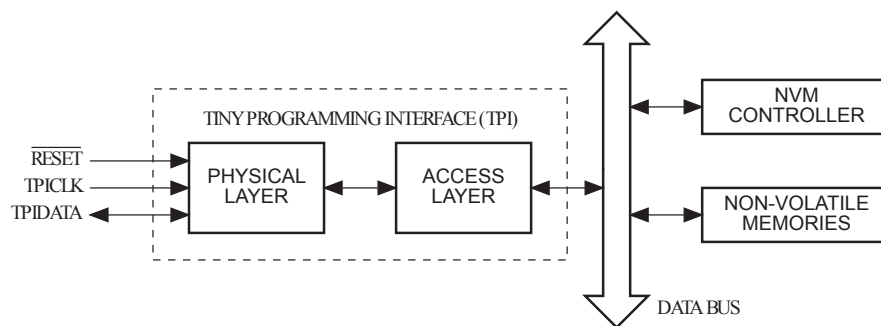 NVM
CONTROLLER
TINY PROGRAMMING INTERFACE (TPI)
RESET
TPICLK
TPIDATA
PHYSICAL
LAYER
ACCESS
LAYER
NON-VOLATILE
MEMORIES
DATA BUS